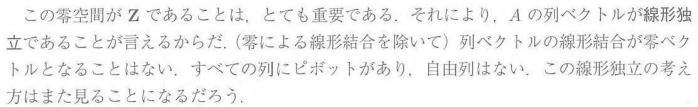 この零空間が Z であることは，とても重要である．それにより，A の列ベクトルが線形独
立であることが言えるからだ．（零による線形結合を除いて）列ベクトルの線形結合が零ベク
トルとなることはない．すべての列にピボットがあり，自由列はない．この線形独立の考え
方はまた見ることになるだろう．